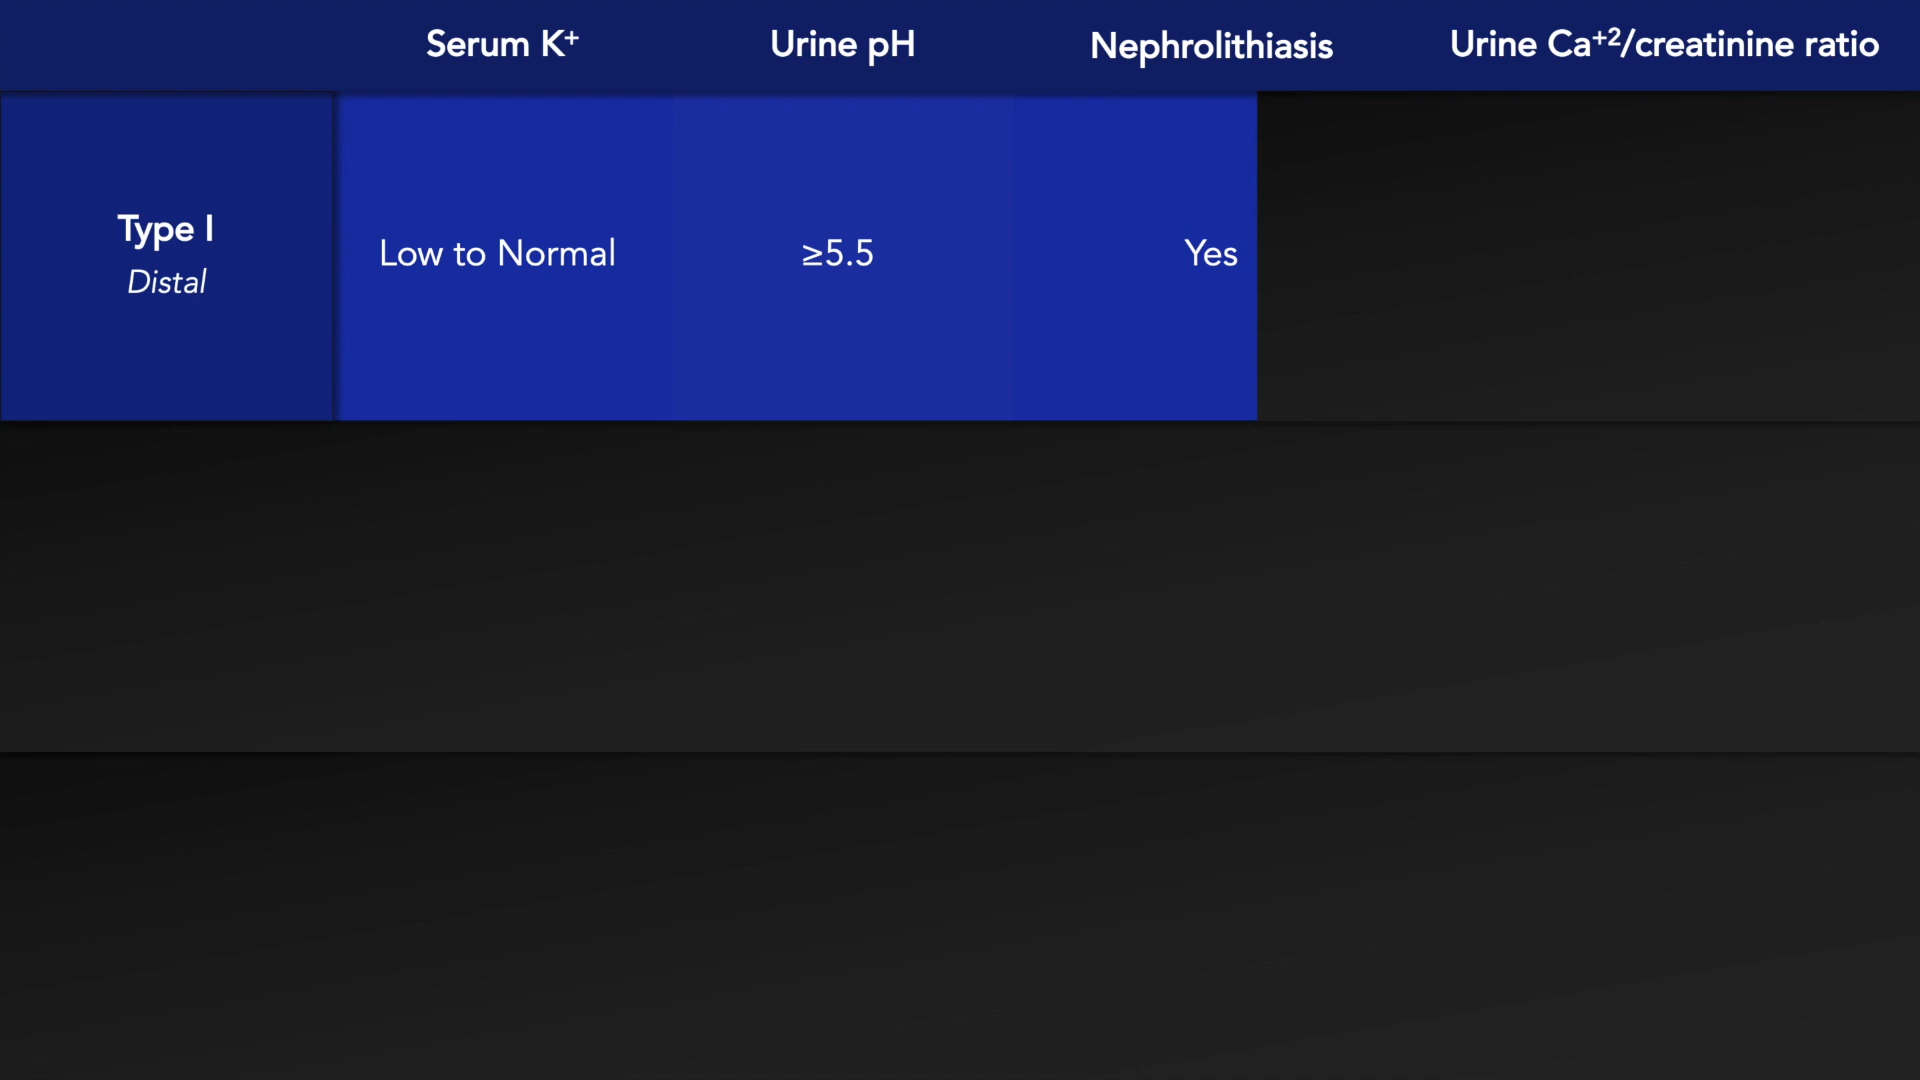 Serum K⁺ Urine pH Nephrolithiasis Urine Ca⁺²/creatinine ratio
Type I
Distal
Low to Normal ≥5.5 Yes